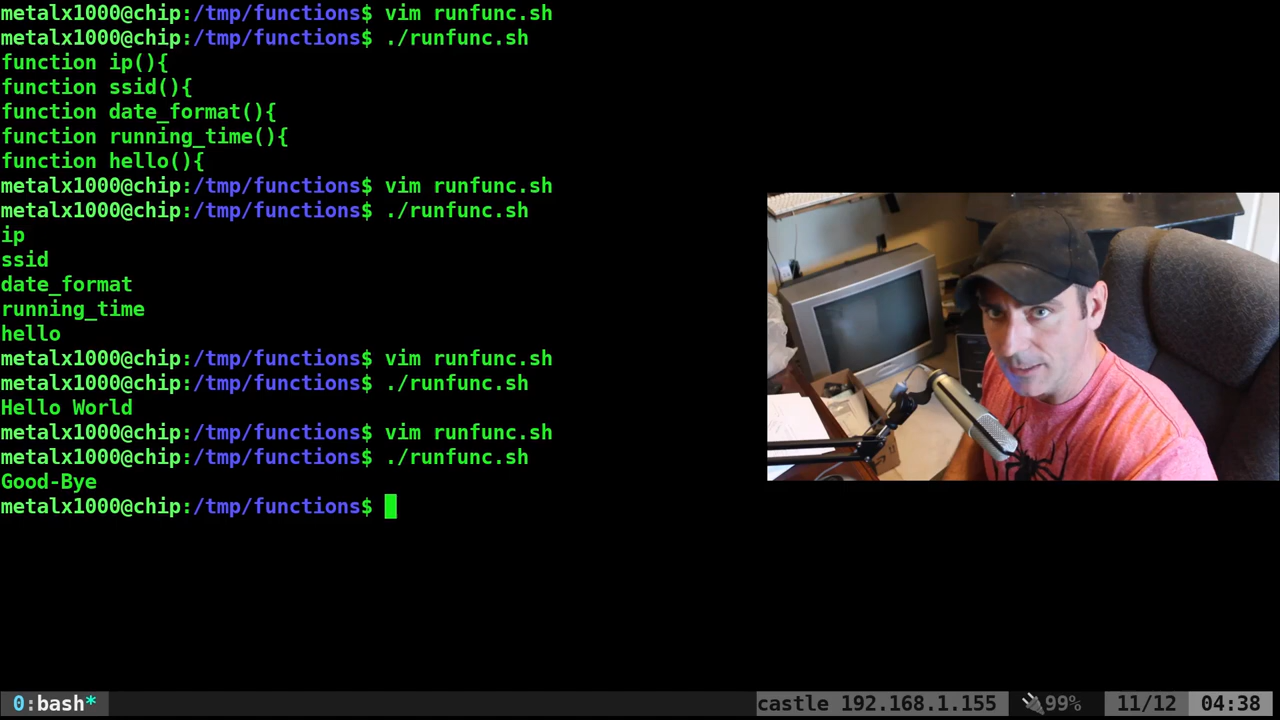 metalx1000@chip:/tmp/functions$ vim runfunc.sh
metalx1000@chip:/tmp/functions$ ./runfunc.sh
function ip(){
function ssid(){
function date_format(){
function running_time(){
function hello(){
metalx1000@chip:/tmp/functions$ vim runfunc.sh
metalx1000@chip:/tmp/functions$ ./runfunc.sh
ip
ssid
date_format
running_time
hello
metalx1000@chip:/tmp/functions$ vim runfunc.sh
metalx1000@chip:/tmp/functions$ ./runfunc.sh
Hello World
metalx1000@chip:/tmp/functions$ vim runfunc.sh
metalx1000@chip:/tmp/functions$ ./runfunc.sh
Good-Bye
metalx1000@chip:/tmp/functions$
0:bash* castle 192.168.1.155 99% 11/12 04:38